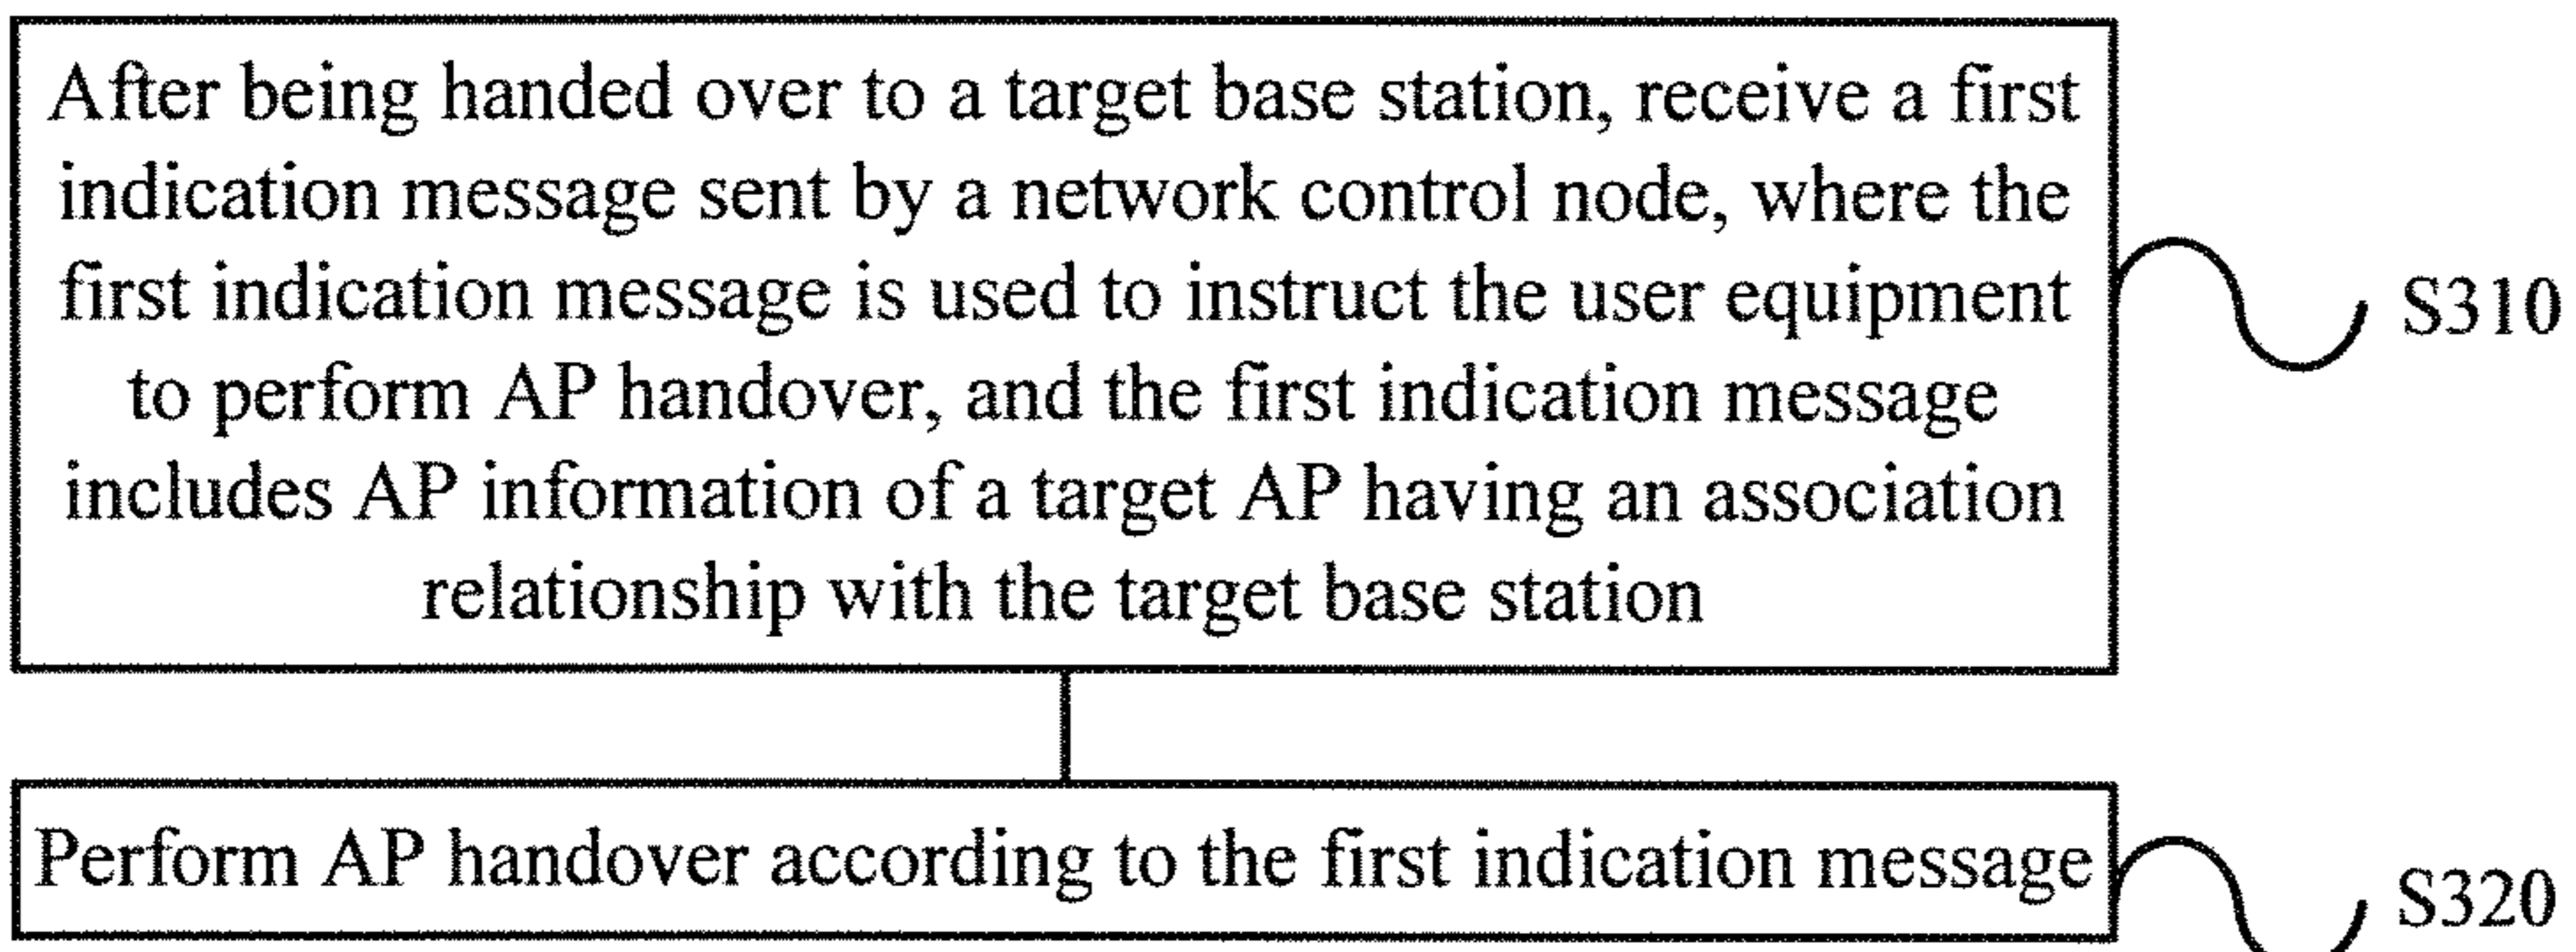 After being handed over to a target base station, receive a first
indication message sent by a network control node, where the
first indication message is used to instruct the user equipment
to perform AP handover, and the first indication message
includes AP information of a target AP having an association
relationship with the target base station
S310
Perform AP handover according to the first indication message
S320